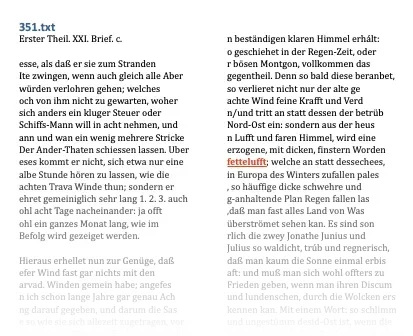 351.txt
Erster Theil. XXI. Brief. c.
esse, als daß er sie zum Stranden
lte zwingen, wenn auch gleich alle Aber
würden verlohren gehen; welches
och von ihm nicht zu gewarten, woher
sich anders ein kluger Steuer oder
Schiffs-Mann will in acht nehmen, und
ann und wan ein wenig mehrere Stricke
Der Ander-Thaten schiessen lassen. Uber
eses kommt er nicht, sich etwa nur eine
albe Stunde hören zu lassen, wie die
achten Trava Winde thun; sondern er
ehret gemeiniglich sehr lang 1. 2. 3. auch
ohl acht Tage nacheinander: ja offt
ohl ein ganzes Monat lang, wie im
Befolg wird gezeiget werden.
Hieraus erhellet nun zur Genüge, daß
efer Wind fast gar nichts mit den
arvad. Winden gemein habe; angefes
n ich schon lange Jahr genau Ach
ng darauf gegeben, und darum die Sas
n beständigen klaren Himmel erhält:
o geschiehet in der Regen-Zeit, oder
r bösen Montgon, vollkommen das
gegentheil. Denn so bald diese beranbet,
so verlieret nicht nur der alte ge
achte Wind feine Krafft und Verd
n/und tritt an statt dessen der betrüb
Nord-Ost ein: sondern aus der heus
n Lufft und faren Himmel, wird eine
erzogene, mit dicken, finstern Worden
fettelufft; welche an statt dessechees,
in Europa des Winters zufallen pales
, so häuffige dicke schwehre und
g-anhaltende Plan Regen fallen las
,daß man fast alles Land von Was
überströmet sehen kan. Es sind son
rlich die zwey Jonathe Junius und
Julius so waldicht, trüb und regnerisch,
daß man kaum die Sonne einmal erbis
aft: und muß man sich wohl offters zu
Frieden geben, wenn man ihren Discum
und lundenschen, durch die Wolcken ers
kennen kan. Mit einem Wort: so schlimm